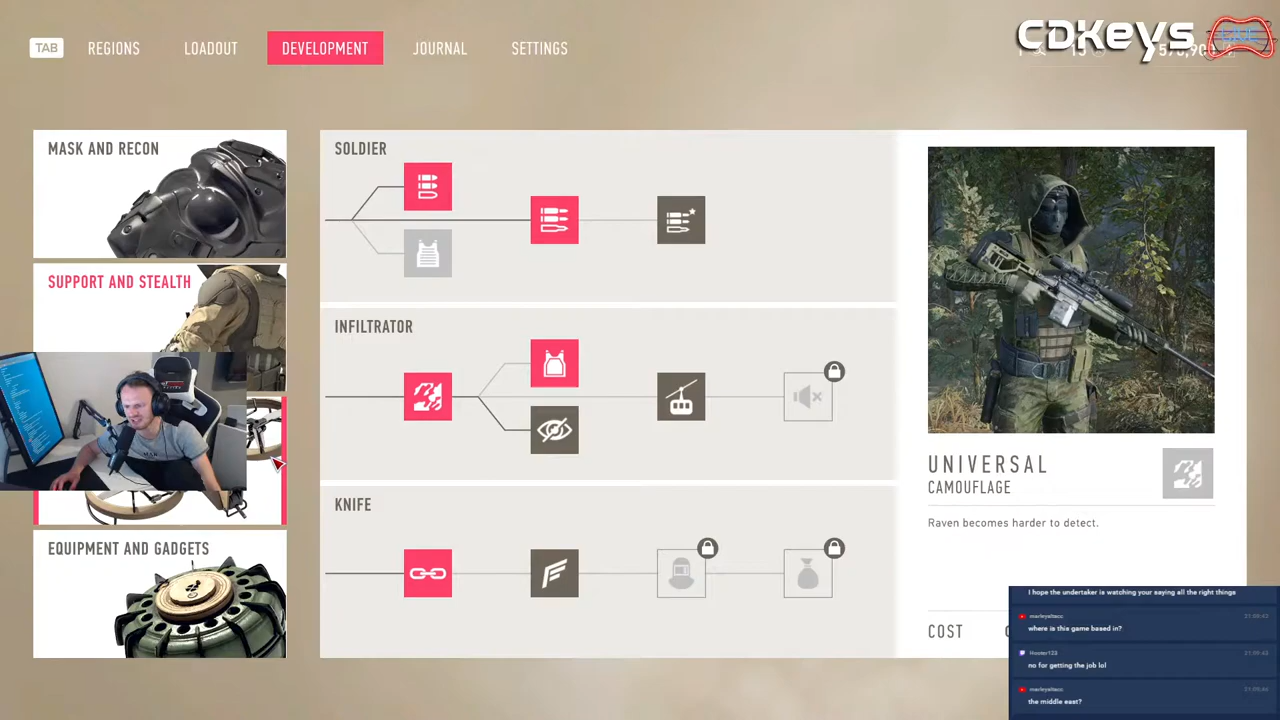 TAB
REGIONS
LOADOUT
DEVELOPMENT
JOURNAL
SETTINGS
CDKeys
MASK AND RECON
SUPPORT AND STEALTH
EQUIPMENT AND GADGETS
SOLDIER
INFILTRATOR
KNIFE
UNIVERSAL
CAMOUFLAGE
Raven becomes harder to detect.
COST
I hope the undertaker is watching your saying all the right things
where is this game based in?
no for getting the job lol
the middle east?